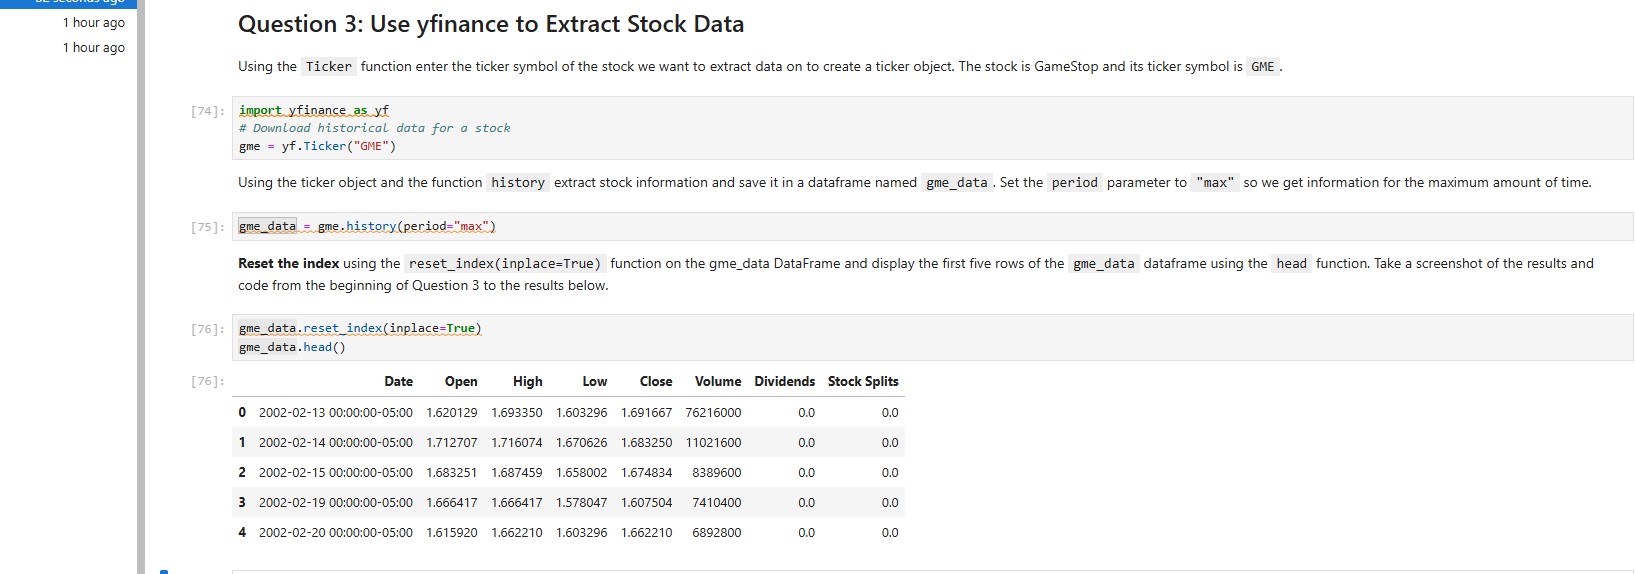 32 seconds ago
1 hour ago
1 hour ago
Question 3: Use yfinance to Extract Stock Data
Using the Ticker function enter the ticker symbol of the stock we want to extract data on to create a ticker object. The stock is GameStop and its ticker symbol is GME .
[74]: import yfinance as yf
# Download historical data for a stock
gme = yf.Ticker("GME")
Using the ticker object and the function history extract stock information and save it in a dataframe named gme_data . Set the period parameter to "max" so we get information for the maximum amount of time.
[75]: gme_data = gme.history(period="max")
Reset the index using the reset_index(inplace=True) function on the gme_data DataFrame and display the first five rows of the gme_data dataframe using the head function. Take a screenshot of the results and
code from the beginning of Question 3 to the results below.
[76]: gme_data.reset_index(inplace=True)
gme_data.head()
[76]: Date Open High Low Close Volume Dividends Stock Splits
0 2002-02-13 00:00:00-05:00 1.620129 1.693350 1.603296 1.691667 76216000 0.0 0.0
1 2002-02-14 00:00:00-05:00 1.712707 1.716074 1.670626 1.683250 11021600 0.0 0.0
2 2002-02-15 00:00:00-05:00 1.683251 1.687459 1.658002 1.674834 8389600 0.0 0.0
3 2002-02-19 00:00:00-05:00 1.666417 1.666417 1.578047 1.607504 7410400 0.0 0.0
4 2002-02-20 00:00:00-05:00 1.615920 1.662210 1.603296 1.662210 6892800 0.0 0.0